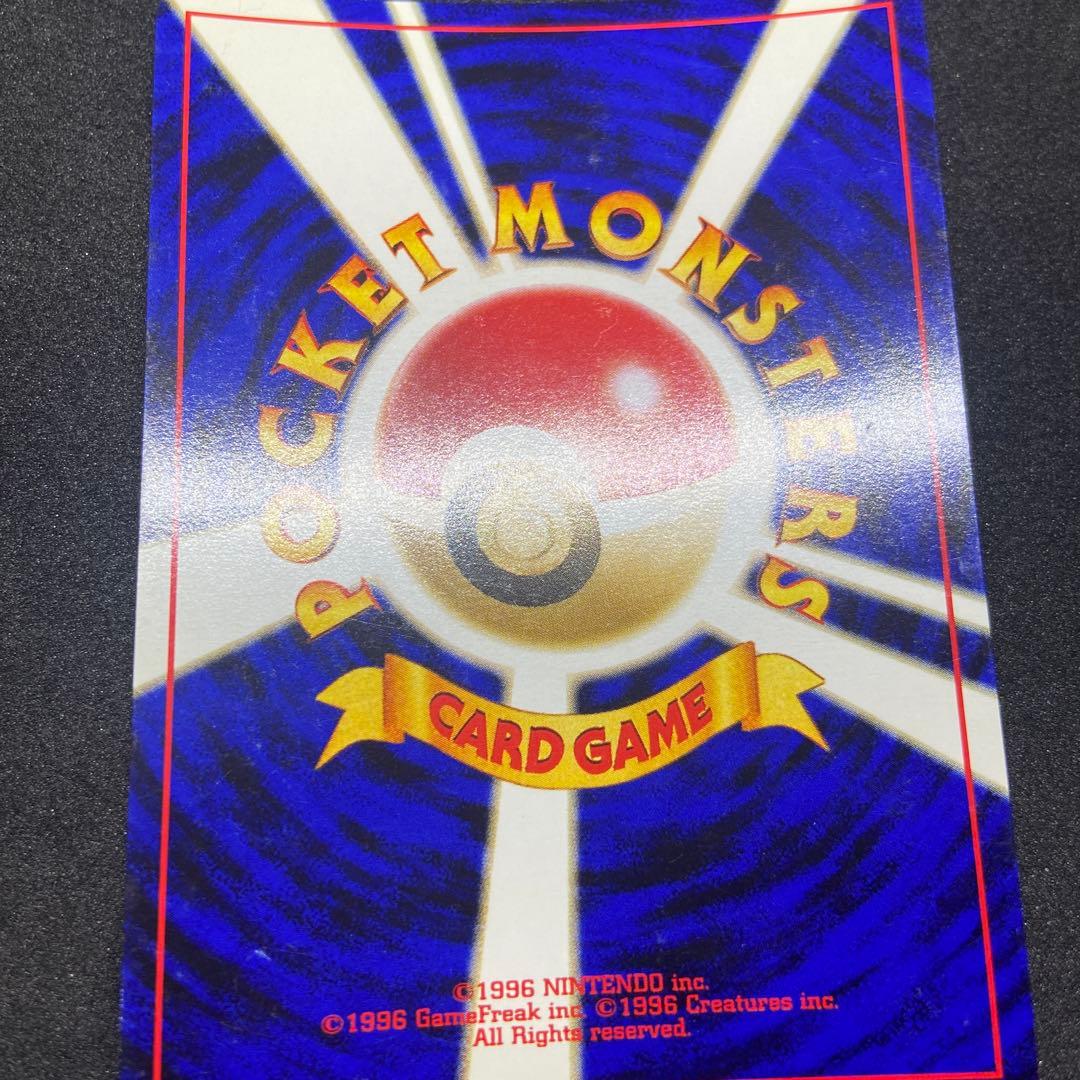 POCKET MONSTERS
CARD GAME
©1996 NINTENDO inc.
©1996 GameFreak inc. ©1996 Creatures inc.
All Rights reserved.